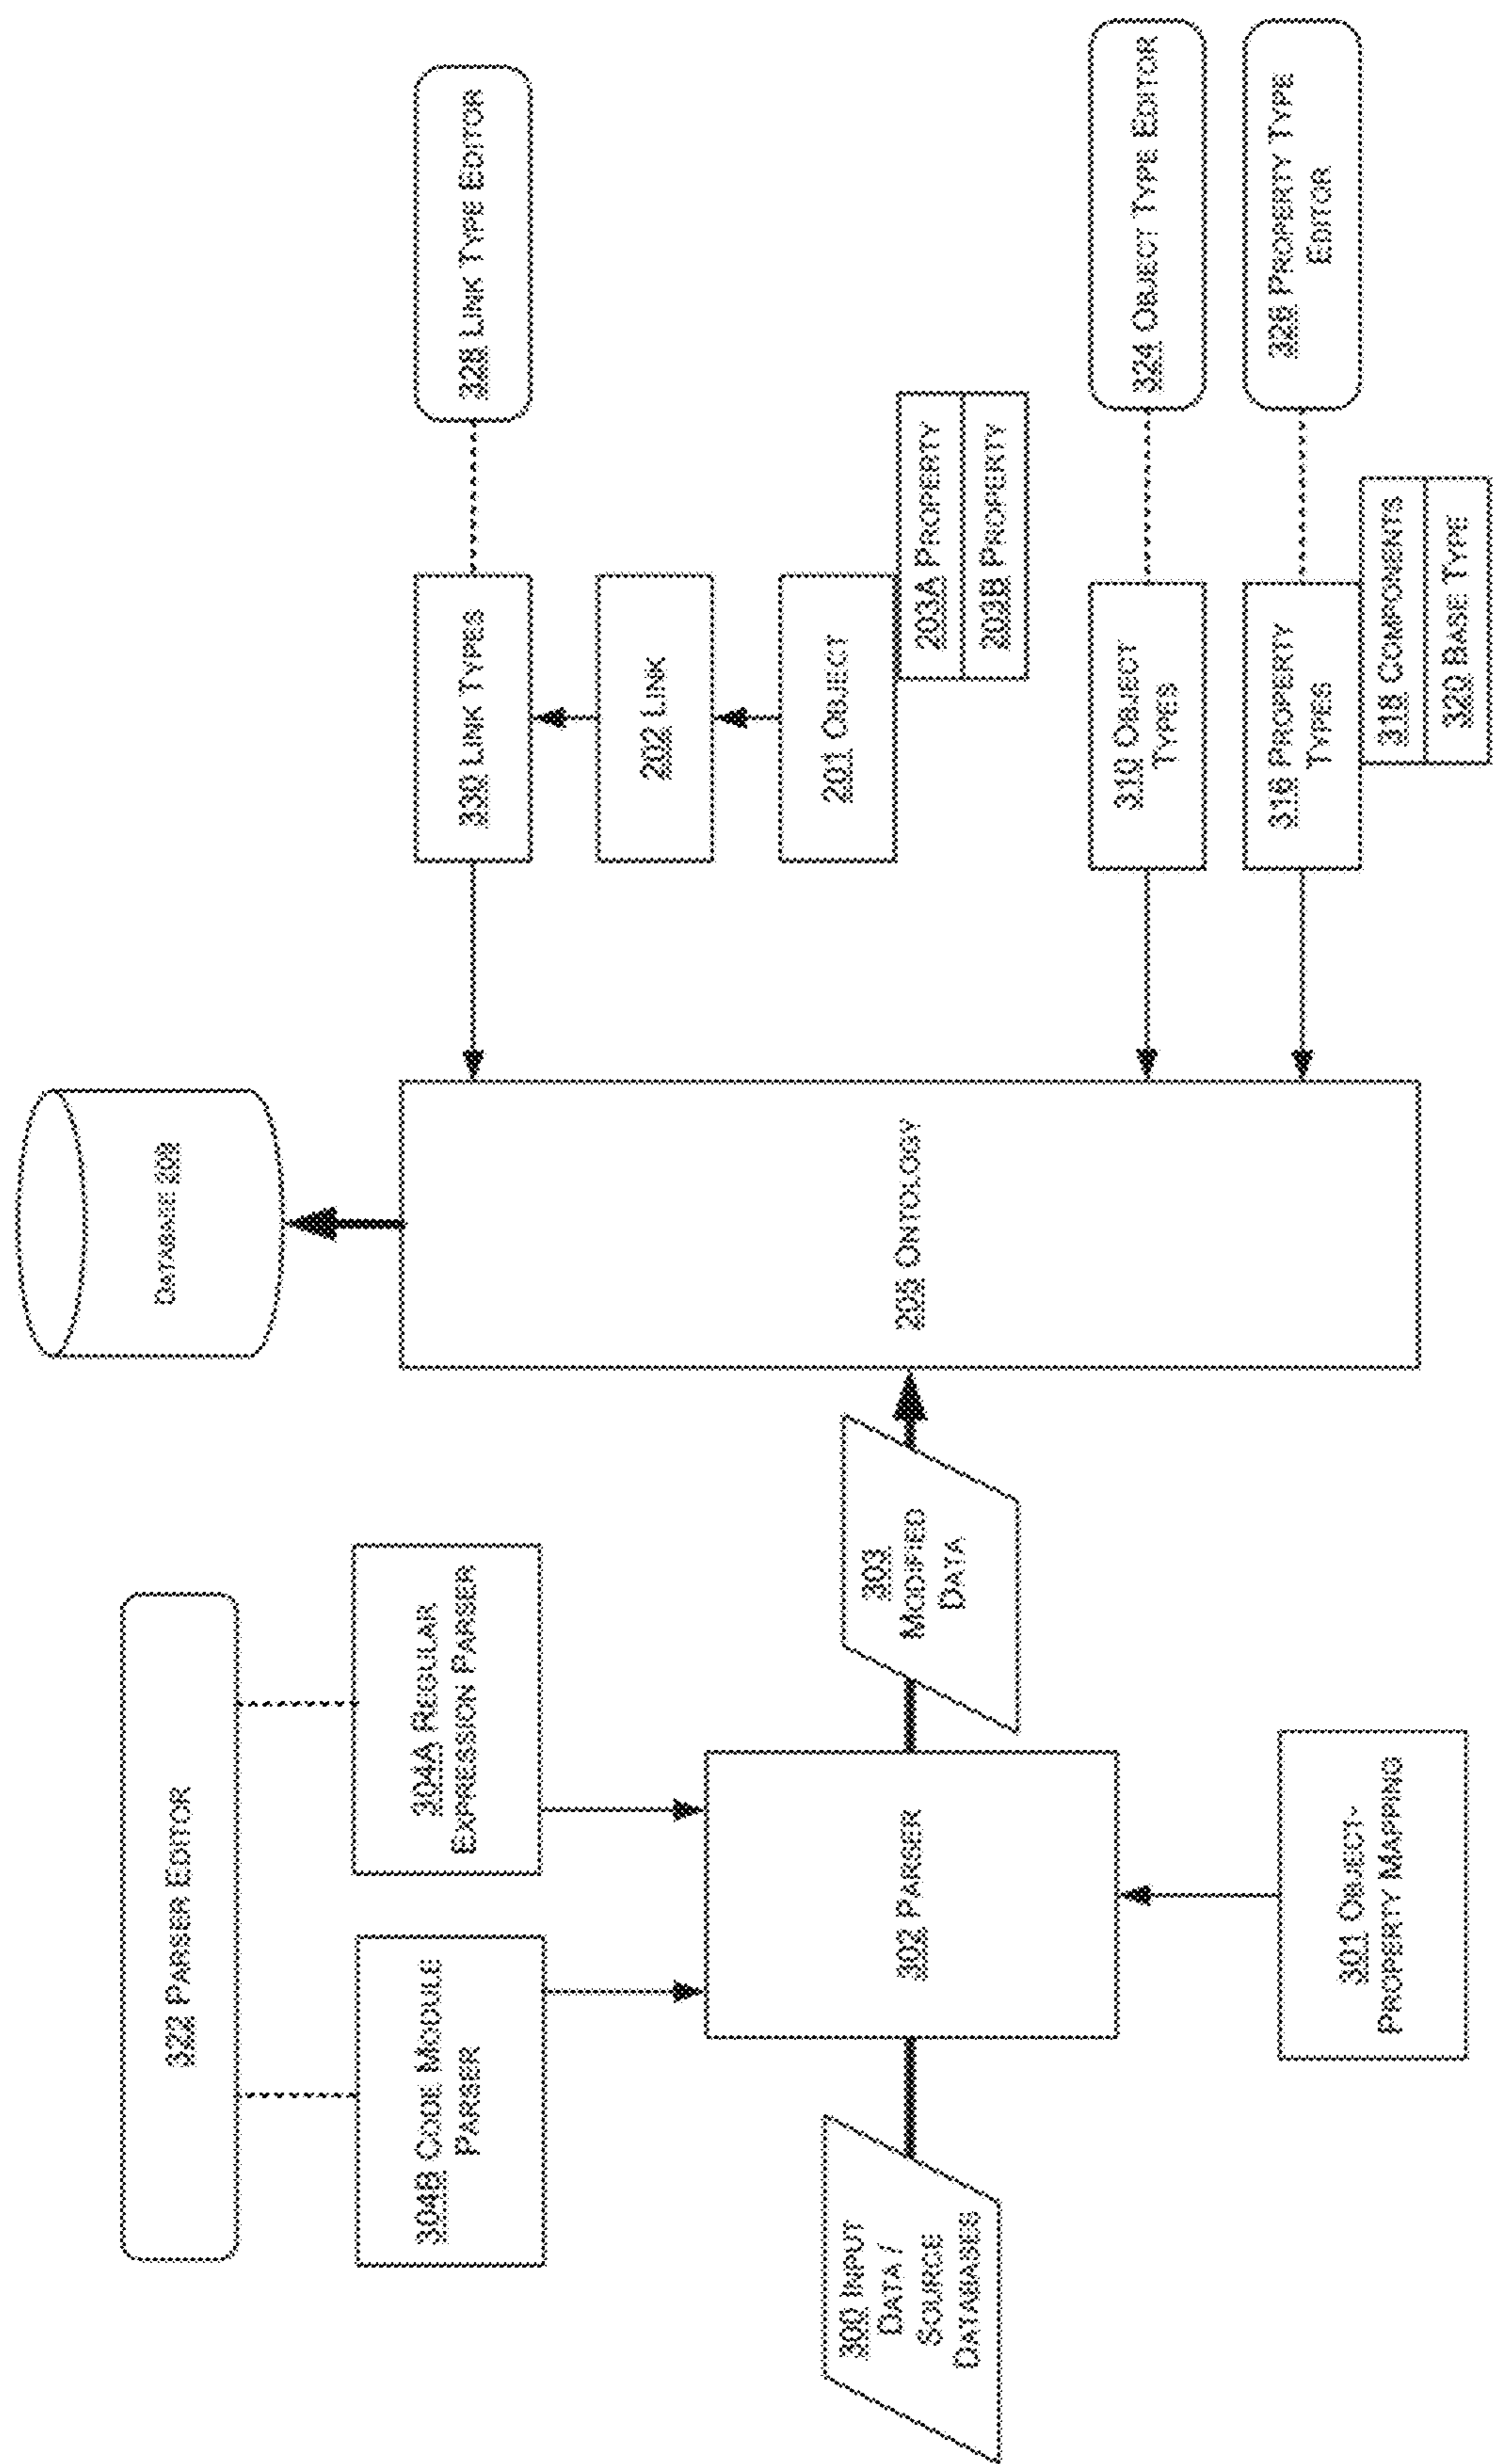 322 PARSER EDITOR
304B CODE MODULE
PARSER
304A REGULAR
EXPRESSION PARSER
300 INPUT
DATA /
SOURCE
DATABASES
302 PARSER
303
MODIFIED
DATA
301 OBJECT-
PROPERTY MAPPING
DATABASE 209
205 ONTOLOGY
330 LINK TYPES
328 LINK TYPE EDITOR
202 LINK
201 OBJECT
203A PROPERTY
203B PROPERTY
310 OBJECT
TYPES
324 OBJECT TYPE EDITOR
316 PROPERTY
TYPES
326 PROPERTY TYPE
EDITOR
318 COMPONENTS
320 BASE TYPE